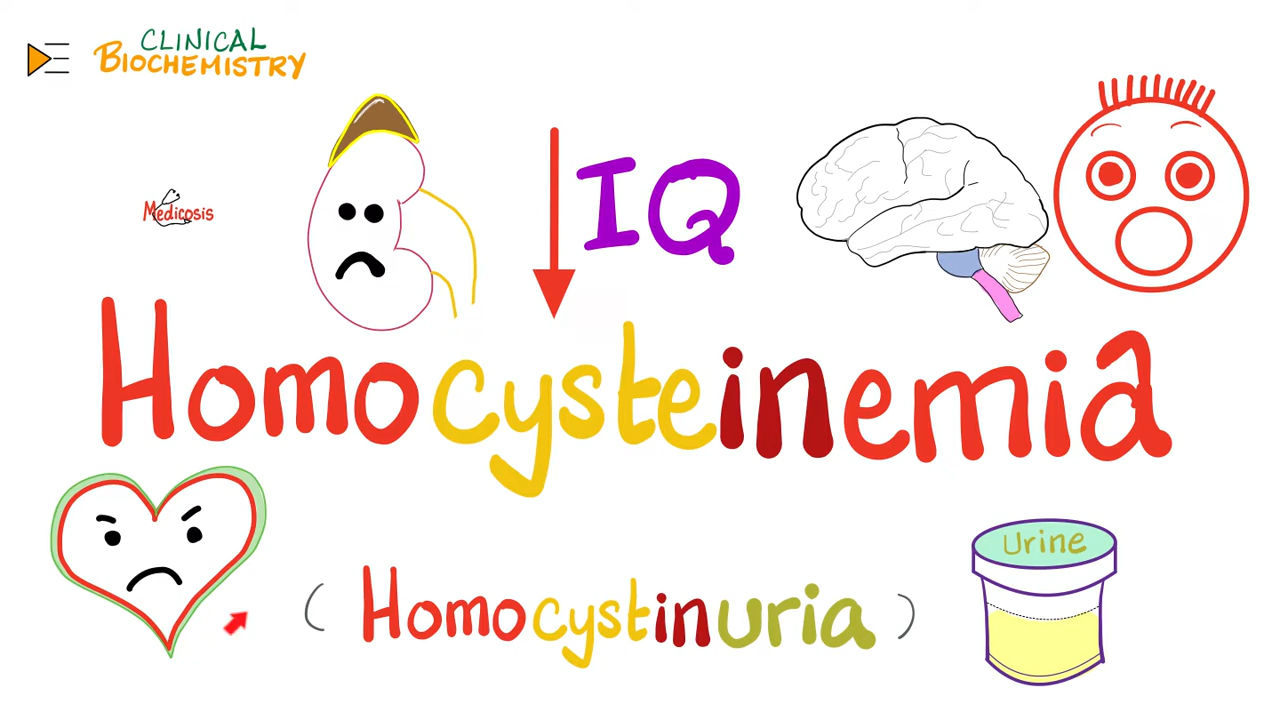 CLINICAL
BIOCHEMISTRY
Medicosis
IQ
Homocysteinemia
(Homocystinuria)
Urine